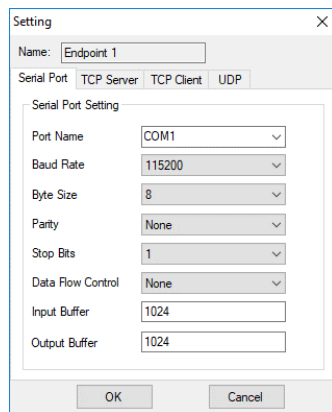 Setting
Name: Endpoint 1
Serial Port TCP Server TCP Client UDP
Serial Port Setting
Port Name COM1
Baud Rate 115200
Byte Size 8
Parity None
Stop Bits 1
Data Flow Control None
Input Buffer 1024
Output Buffer 1024
OK Cancel